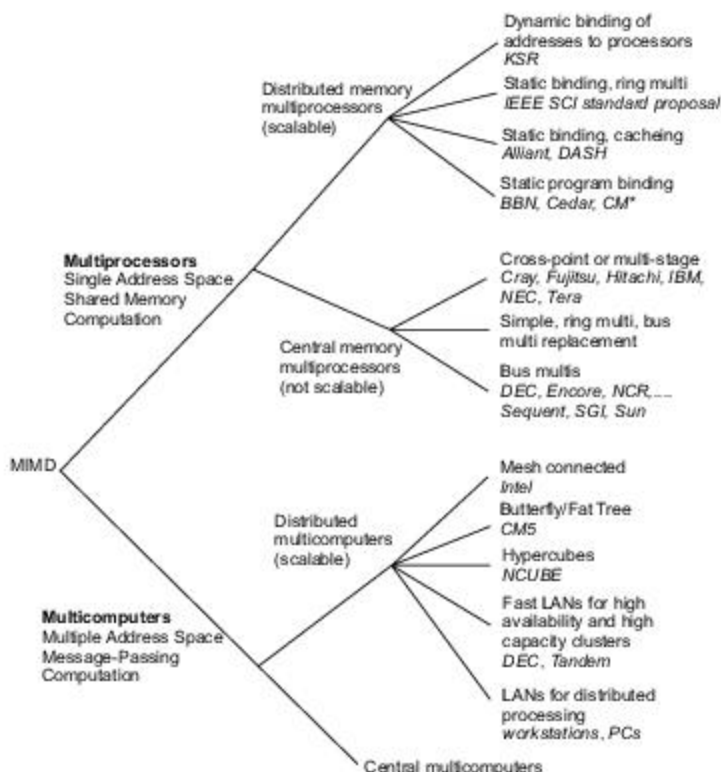 Dynamic binding of
addresses to processors
KSR
Distributed memory
multiprocessors
(scalable)
Static binding, ring multi
IEEE SCI standard proposal
Static binding, cacheing
Alliant, DASH
Static program binding
BBN, Cedar, CM*
Multiprocessors
Single Address Space
Shared Memory
Computation
Cross-point or multi-stage
Cray, Fujitsu, Hitachi, IBM,
NEC, Tera
Central memory
multiprocessors
(not scalable)
Simple, ring multi, bus
multi replacement
Bus multis
DEC, Encore, NCR,....
Sequent, SGI, Sun
MIMD
Mesh connected
Intel
Distributed
multicomputers
(scalable)
Butterfly/Fat Tree
CM5
Hypercubes
NCUBE
Multicomputers
Multiple Address Space
Message-Passing
Computation
Fast LANs for high
availability and high
capacity clusters
DEC, Tandem
LANs for distributed
processing
workstations, PCs
Central multicomputers